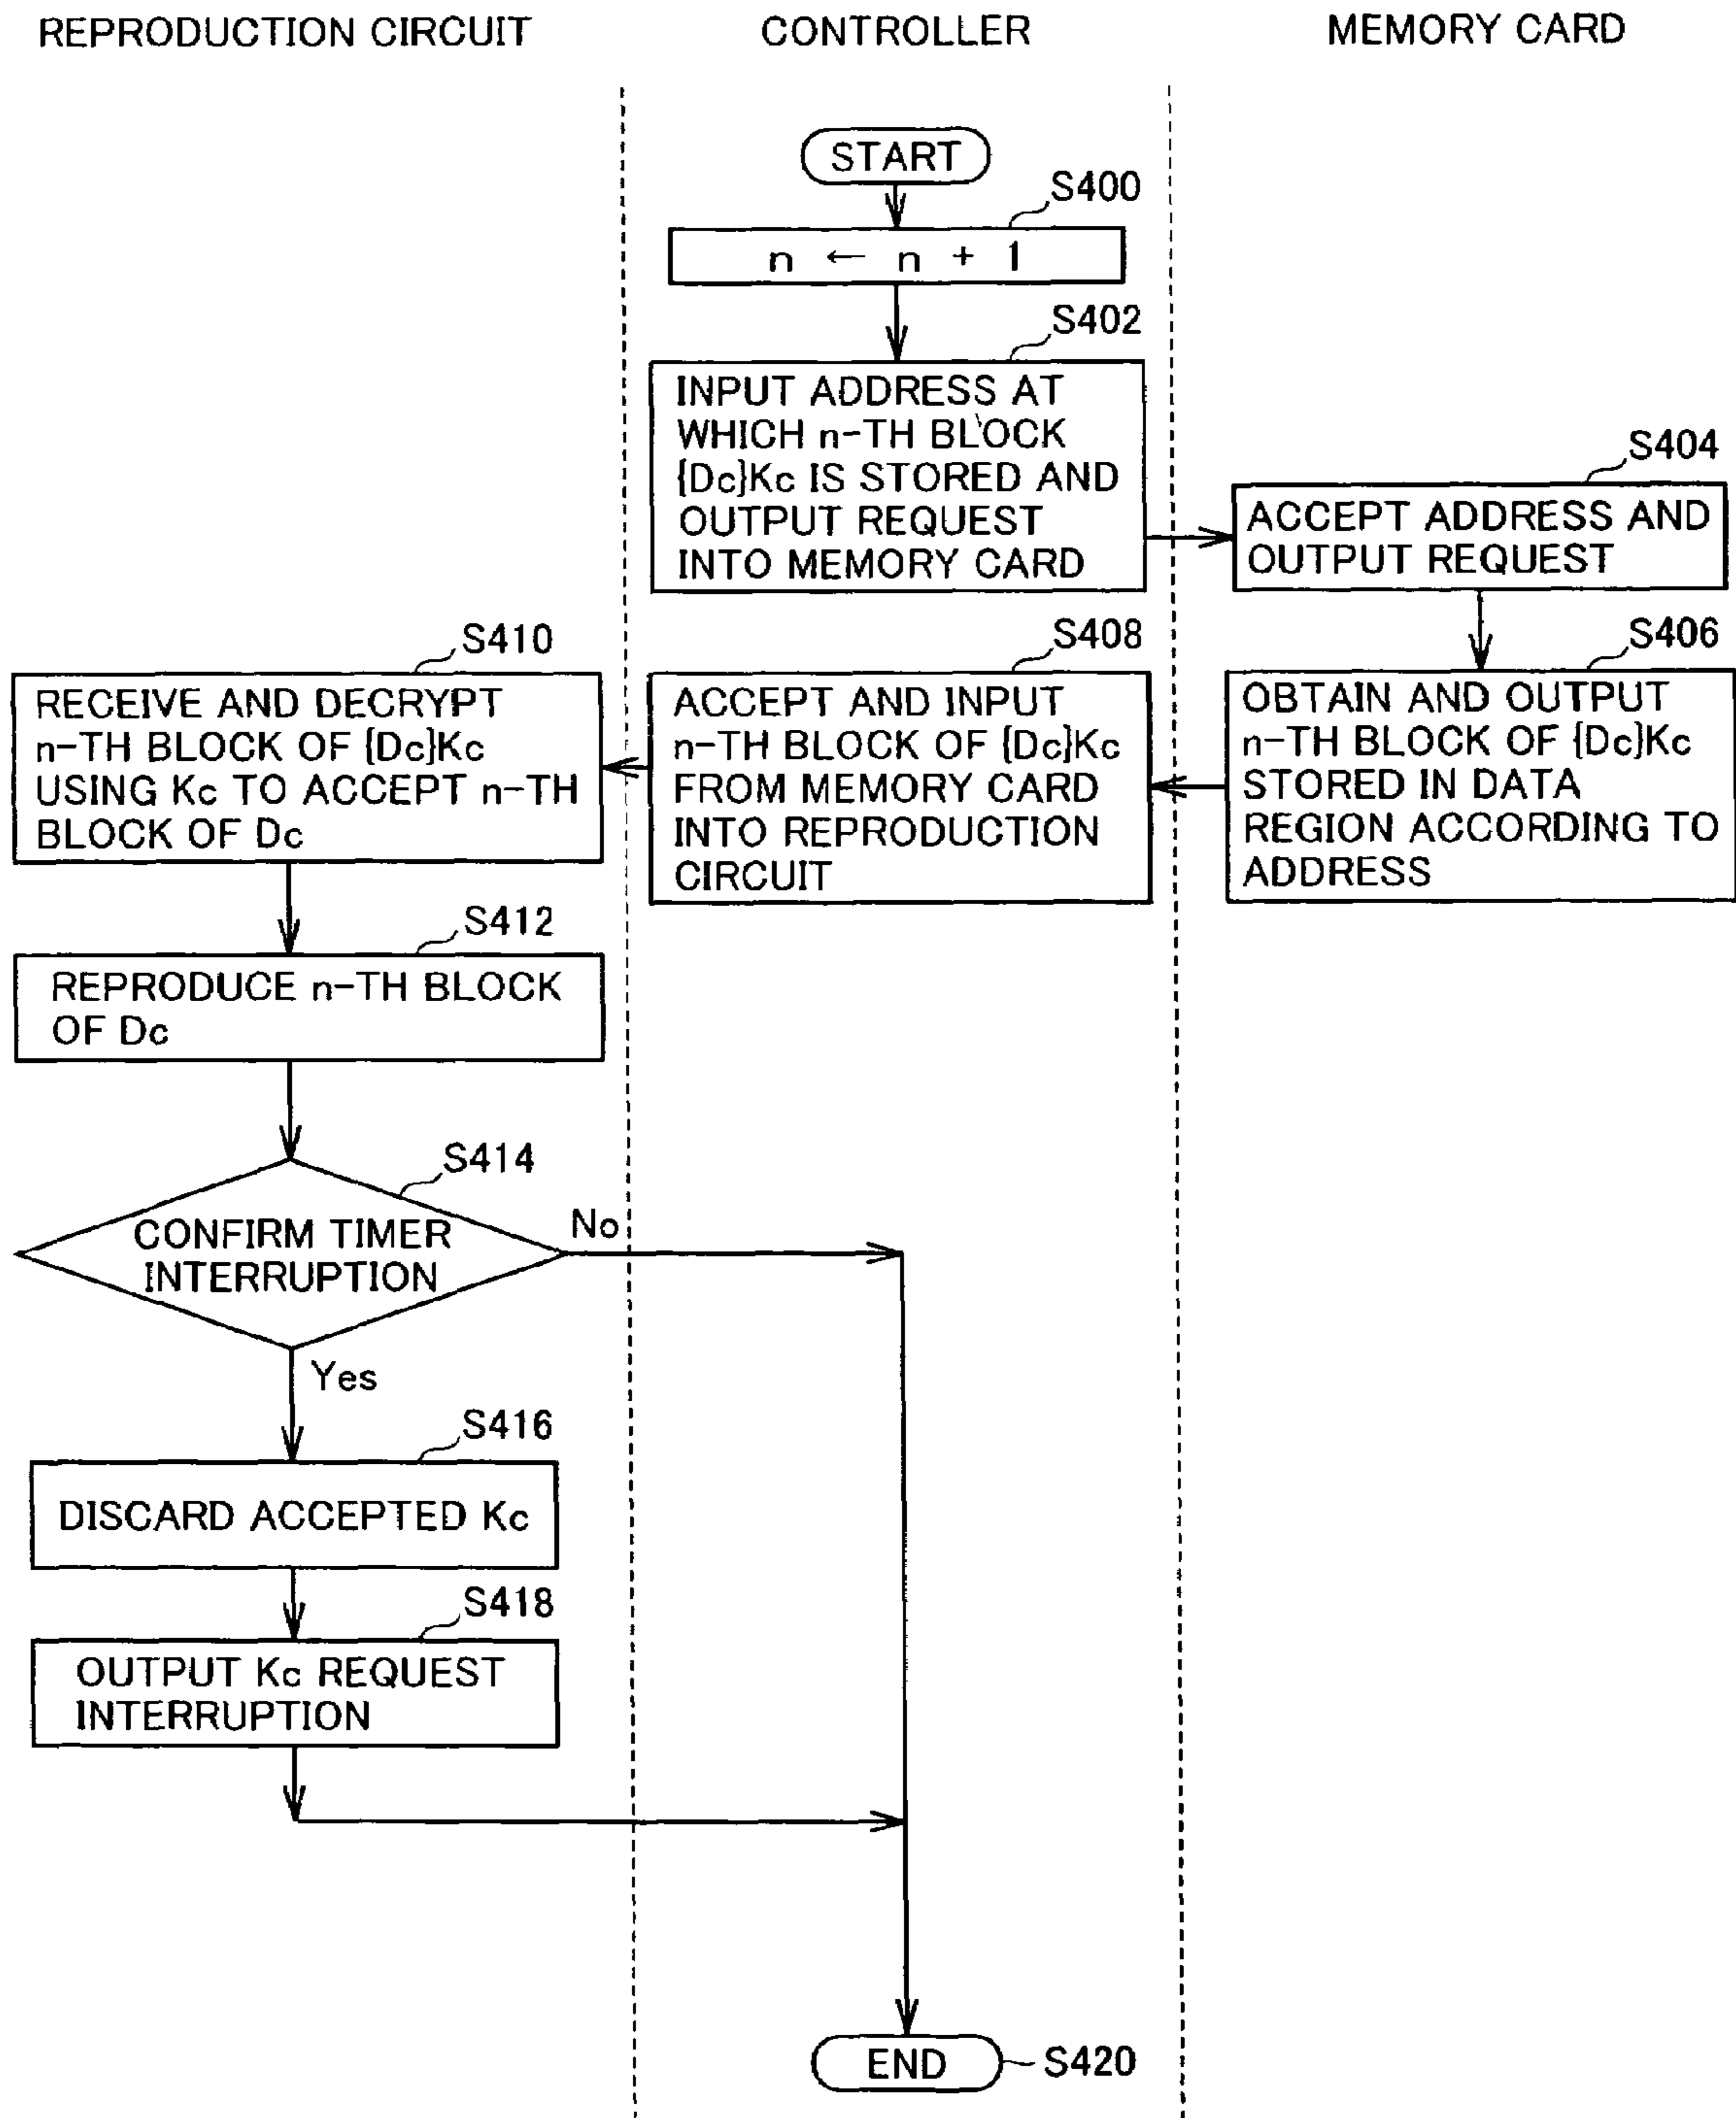 REPRODUCTION CIRCUIT
CONTROLLER
MEMORY CARD
START
S400
n ← n + 1
S402
INPUT ADDRESS AT
WHICH n-TH BLOCK
{Dc}Kc IS STORED AND
OUTPUT REQUEST
INTO MEMORY CARD
S404
ACCEPT ADDRESS AND
OUTPUT REQUEST
S406
OBTAIN AND OUTPUT
n-TH BLOCK OF {Dc}Kc
STORED IN DATA
REGION ACCORDING TO
ADDRESS
S408
ACCEPT AND INPUT
n-TH BLOCK OF {Dc}Kc
FROM MEMORY CARD
INTO REPRODUCTION
CIRCUIT
S410
RECEIVE AND DECRYPT
n-TH BLOCK OF {Dc}Kc
USING Kc TO ACCEPT n-TH
BLOCK OF Dc
S412
REPRODUCE n-TH BLOCK
OF Dc
S414
CONFIRM TIMER
INTERRUPTION
No
Yes
S416
DISCARD ACCEPTED Kc
S418
OUTPUT Kc REQUEST
INTERRUPTION
END
S420